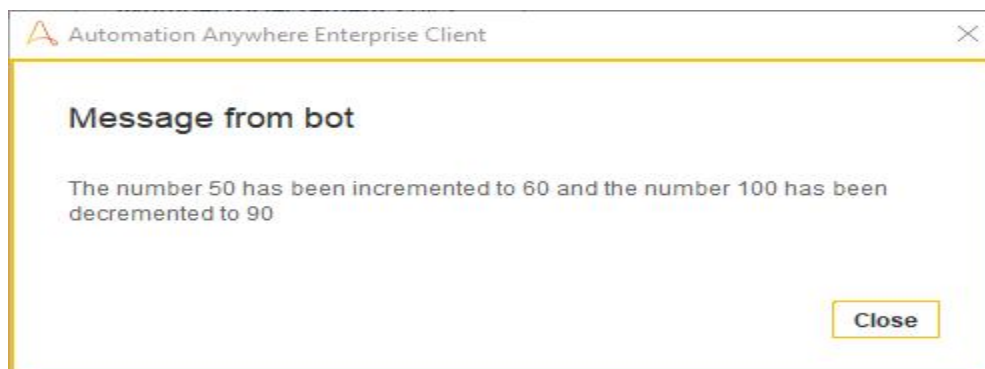 Automation Anywhere Enterprise Client
Message from bot
The number 50 has been incremented to 60 and the number 100 has been
decremented to 90
Close